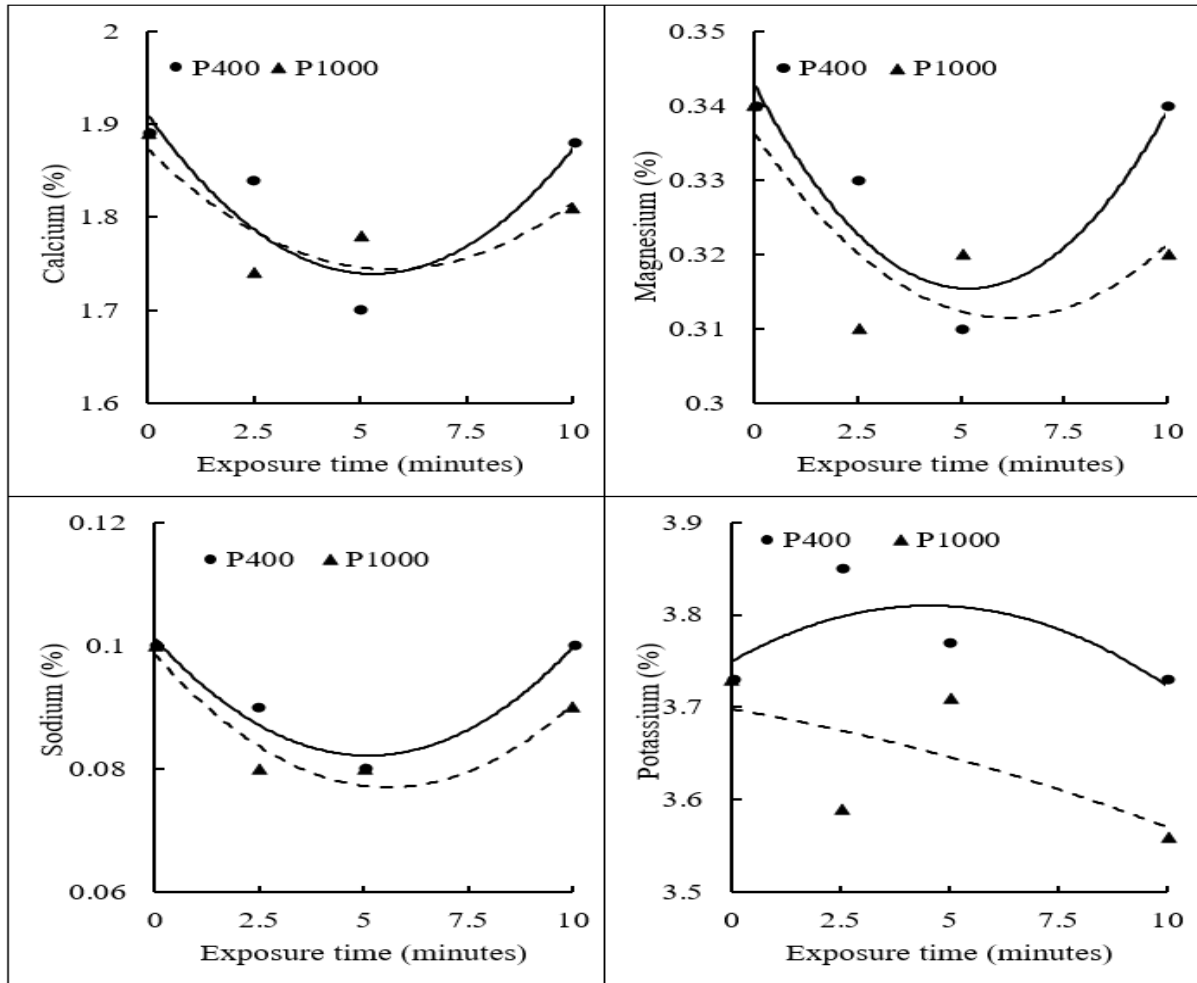 2
● P400 ▲ P1000
1.9
Calcium (%)
1.8
1.7
1.6
0 2.5 5 7.5 10
Exposure time (minutes)
0.35
● P400 ▲ P1000
0.34
Magnesium (%)
0.33
0.32
0.31
0.3
0 2.5 5 7.5 10
Exposure time (minutes)
0.12
● P400 ▲ P1000
0.1
Sodium (%)
0.08
0.06
0 2.5 5 7.5 10
Exposure time (minutes)
3.9
● P400 ▲ P1000
3.8
Potassium (%)
3.7
3.6
3.5
0 2.5 5 7.5 10
Exposure time (minutes)